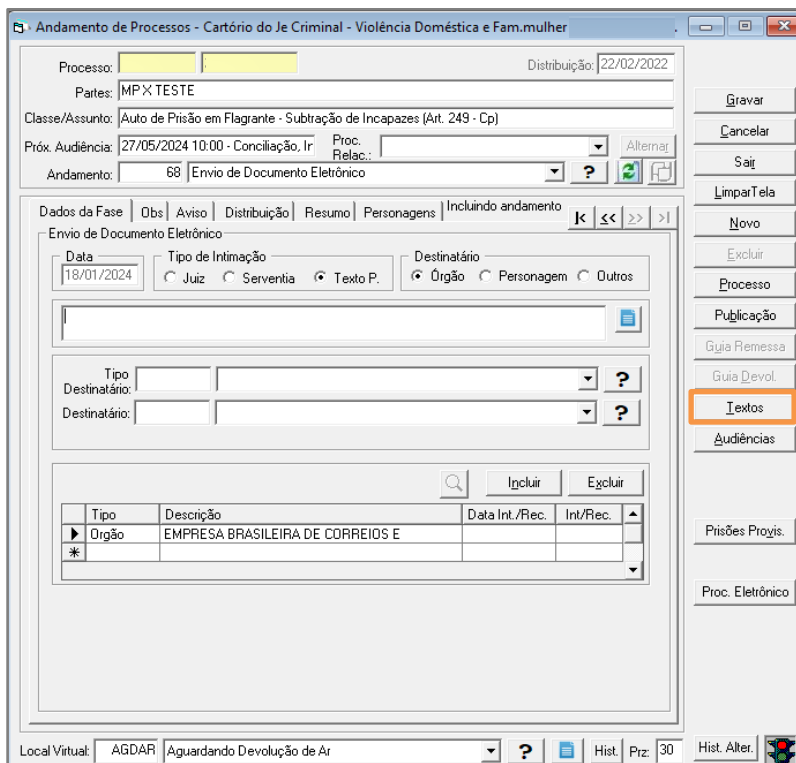 Andamento de Processos - Cartório do Je Criminal - Violência Doméstica e Fam.mulher .
Processo: : Distribuição: 22/02/2022
Partes: MP X TESTE
Classe/Assunto: Auto de Prisão em Flagrante - Subtração de Incapazes (Art. 249 - Cp)
Próx. Audiência: 27/05/2024 10:00 - Conciliação, Ir Proc. Relac.: Alternar
Andamento: 68 Envio de Documento Eletrônico ?
Dados da Fase Obs Aviso Distribuição Resumo Personagens Incluindo andamento |< << >> >|
Envio de Documento Eletrônico
Data Tipo de Intimação Destinatário
18/01/2024 Juiz Serventia Texto P. Órgão Personagem Outros
Tipo Destinatário: ?
Destinatário: ?
Incluir Excluir
Tipo Descrição Data Int./Rec. Int/Rec.
Orgão EMPRESA BRASILEIRA DE CORREIOS E
Gravar
Cancelar
Sair
LimparTela
Novo
Excluir
Processo
Publicação
Guia Remessa
Guia Devol.
Textos
Audiências
Prisões Provis.
Proc. Eletrônico
Local Virtual: AGDAR Aguardando Devolução de Ar ? Hist. Prz: 30 Hist. Alter.